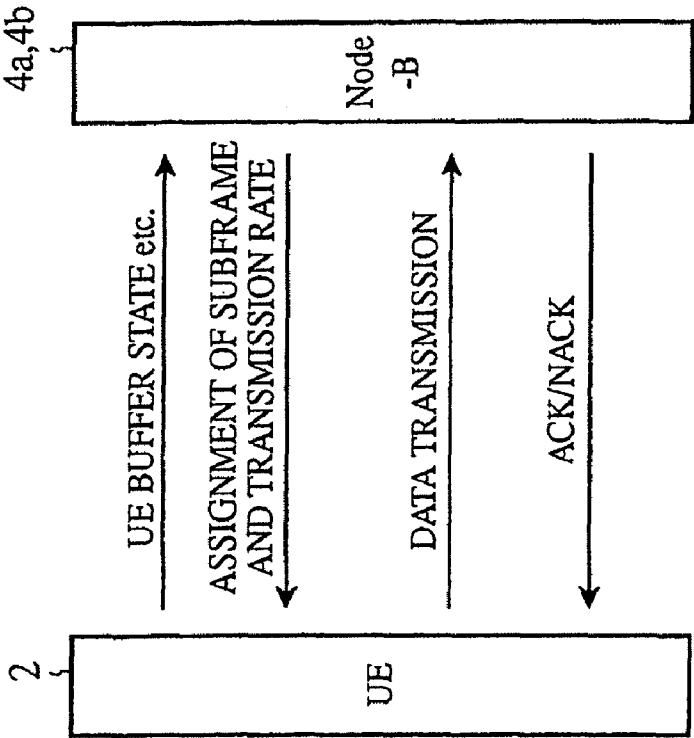 2
UE
4a,4b
Node
-B
UE BUFFER STATE etc.
ASSIGNMENT OF SUBFRAME
AND TRANSMISSION RATE
DATA TRANSMISSION
ACK/NACK